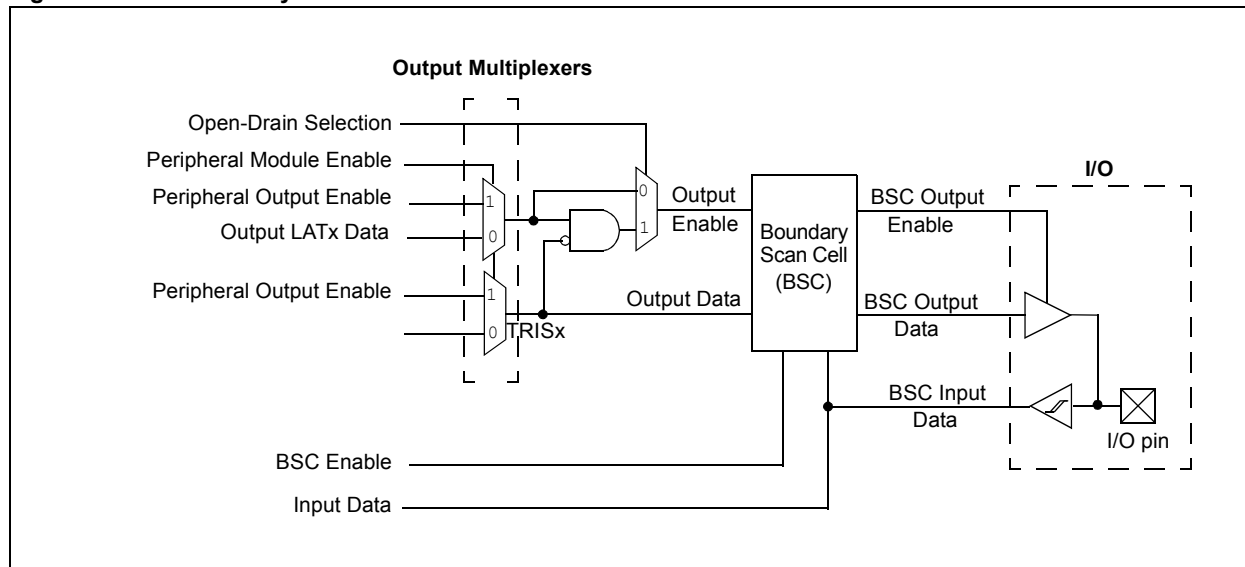 Output Multiplexers
Open-Drain Selection
Peripheral Module Enable
Peripheral Output Enable
Output LATx Data
Peripheral Output Enable
1
0
1
0
TRISx
0
1
Output
Enable
Output Data
Boundary
Scan Cell
(BSC)
BSC Output
Enable
BSC Output
Data
BSC Input
Data
I/O
I/O pin
BSC Enable
Input Data